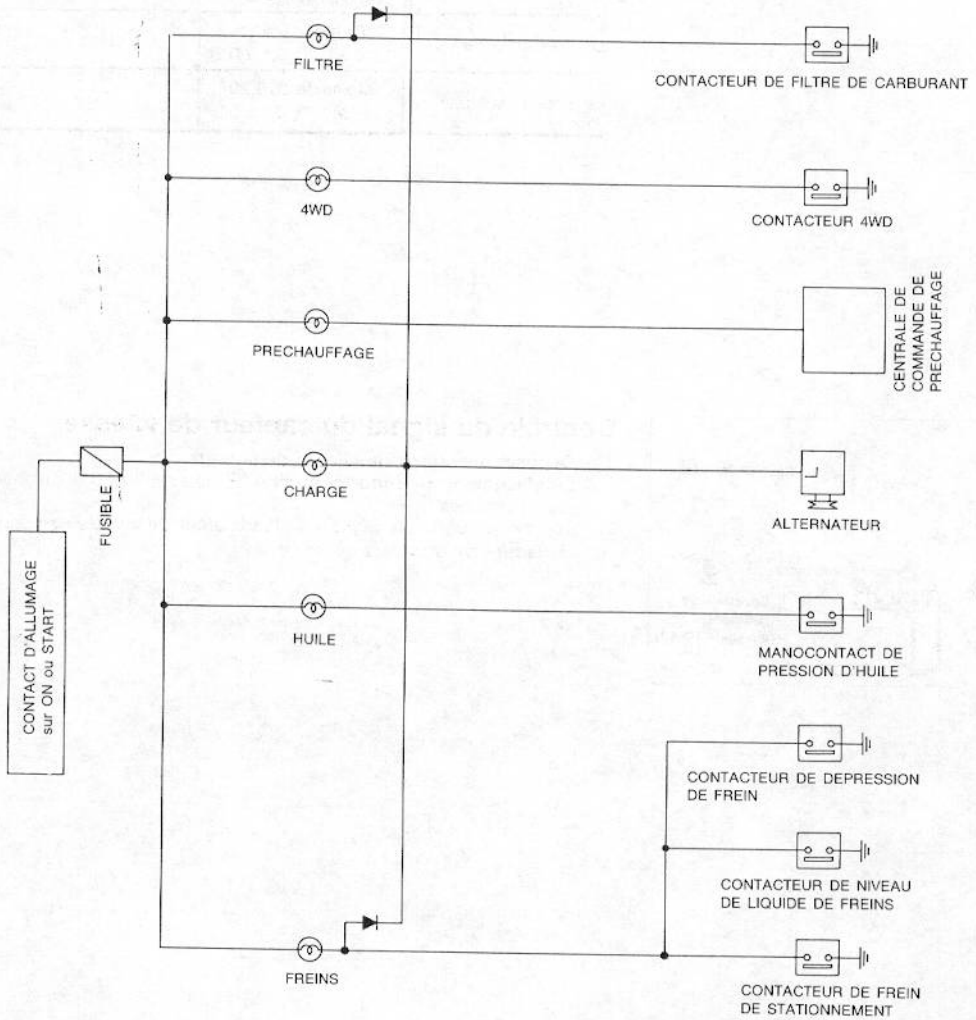 FILTRE
CONTACTEUR DE FILTRE DE CARBURANT
4WD
CONTACTEUR 4WD
PRECHAUFFAGE
CENTRALE DE
COMMANDE DE
PRECHAUFFAGE
FUSIBLE
CHARGE
ALTERNATEUR
CONTACT D'ALLUMAGE
sur ON ou START
HUILE
MANOCONTACT DE
PRESSION D'HUILE
CONTACTEUR DE DEPRESSION
DE FREIN
CONTACTEUR DE NIVEAU
DE LIQUIDE DE FREINS
FREINS
CONTACTEUR DE FREIN
DE STATIONNEMENT